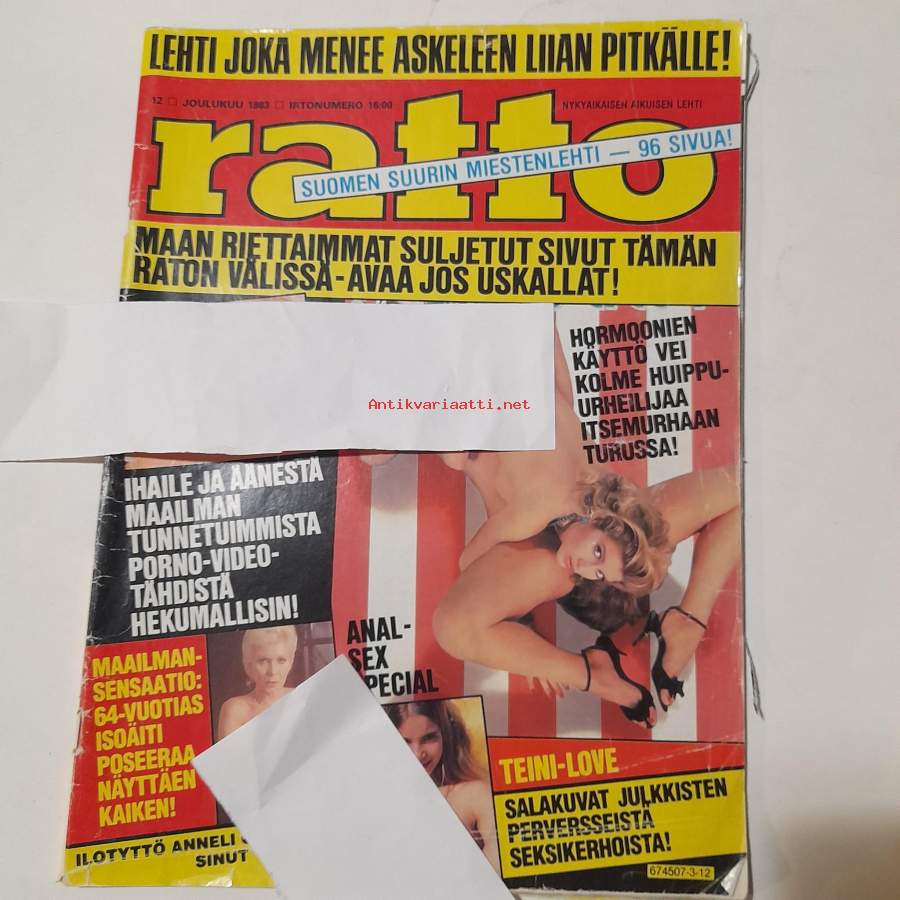 LEHTI JOKA MENEE ASKELEEN LIIAN PITKÄLLE!
12 □ JOULUKUU 1983 □ IRTONUMERO 16:00
NYKYAIKAISEN AIKUISEN LEHTI
ratto
SUOMEN SUURIN MIESTENLEHTI — 96 SIVUA!
MAAN RIETTAIMMAT SULJETUT SIVUT TÄMÄN
RATON VÄLISSÄ - AVAA JOS USKALLAT!
HORMOONIEN
KÄYTTÖ VEI
KOLME HUIPPU-
URHEILIJAA
ITSEMURHAAN
TURUSSA!
Antikvariaatti.net
IHAILE JA ÄÄNESTÄ
MAAILMAN
TUNNETUIMMISTA
PORNO-VIDEO-
TÄHDISTÄ
HEKUMALLISIN!
ANAL-
SEX
SPECIAL
MAAILMAN-
SENSAATIO:
64-VUOTIAS
ISOÄITI
POSEERAA
NÄYTTÄEN
KAIKEN!
TEINI-LOVE
SALAKUVAT JULKKISTEN
PERVERSSEISTÄ
SEKSIKERHOISTA!
ILOTYTTÖ ANNELI
SINUT
674507-3-12